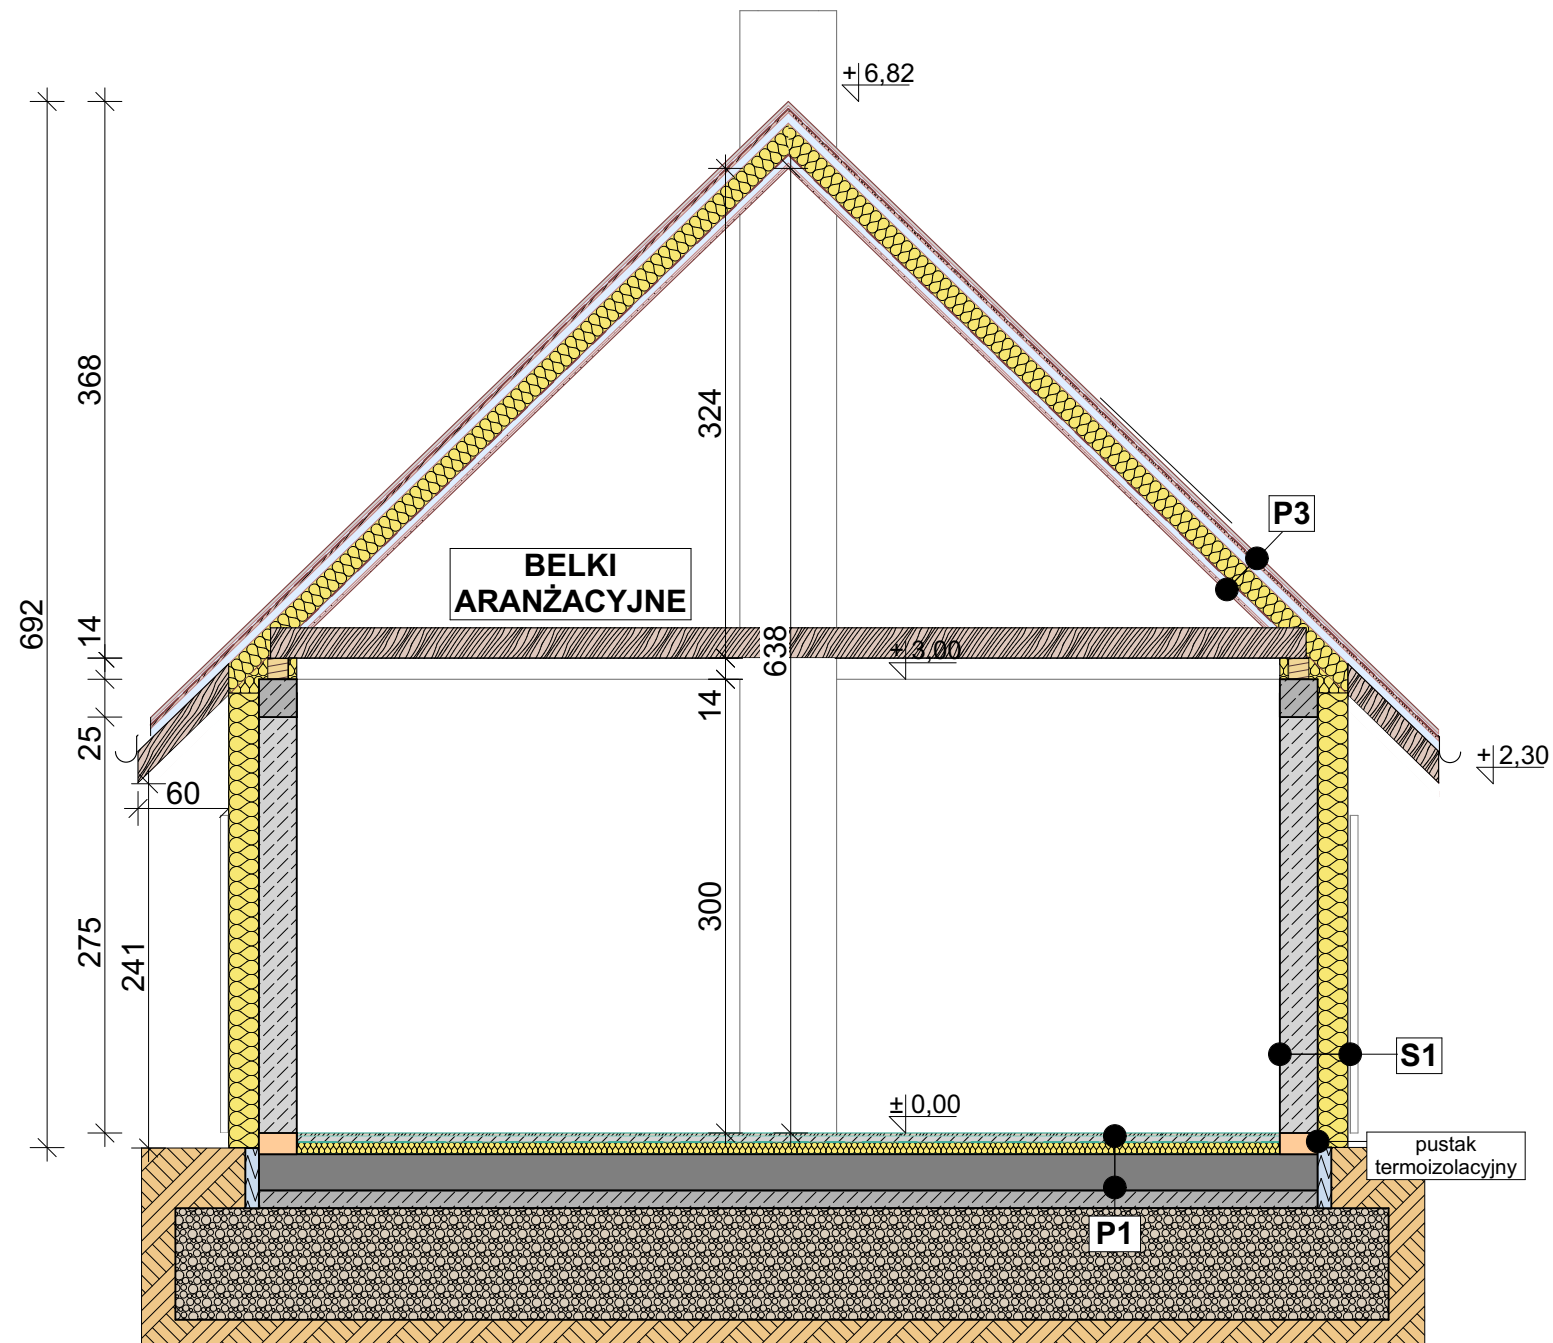 + 6,82
368
324
P3
BELKI
ARANŻACYJNE
692
14
638
+ 3,00
14
25
+ 2,30
60
300
275
241
S1
± 0,00
pustak
termoizolacyjny
P1